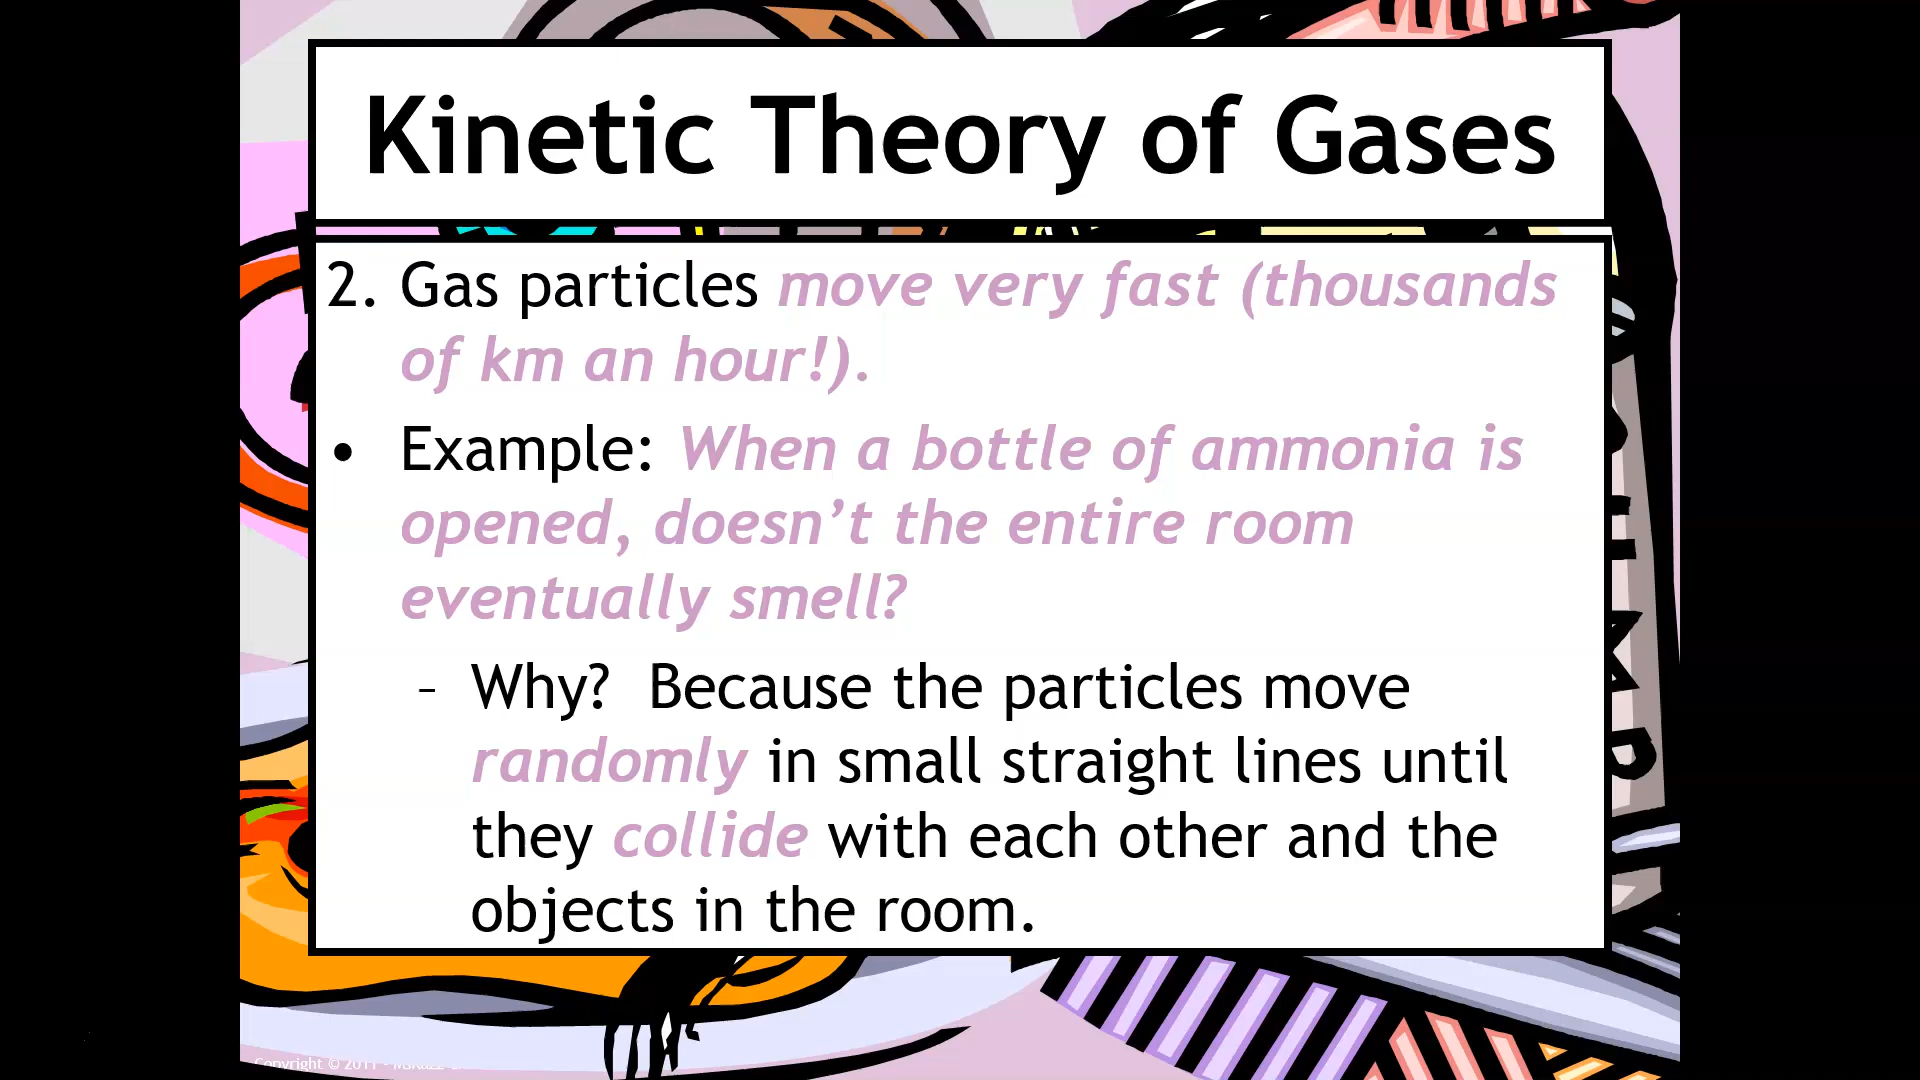 Kinetic Theory of Gases
2. Gas particles move very fast (thousands
of km an hour!).
• Example: When a bottle of ammonia is
opened, doesn’t the entire room
eventually smell?
– Why?  Because the particles move
randomly in small straight lines until
they collide with each other and the
objects in the room.
Copyright © 2011 -